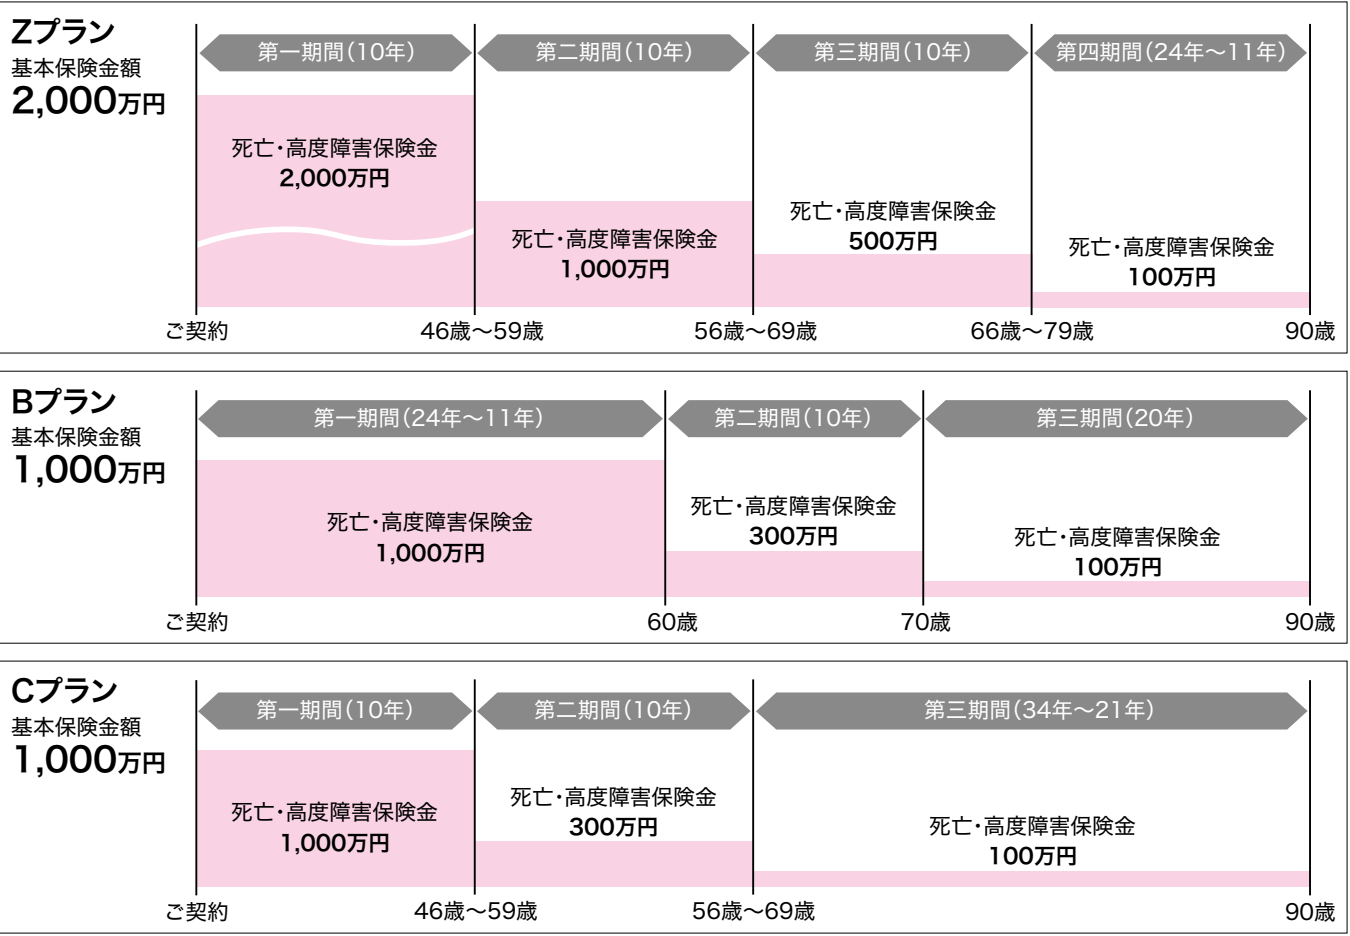 Zプラン
基本保険金額
2,000万円
第一期間(10年)
第二期間(10年)
第三期間(10年)
第四期間(24年～11年)
死亡・高度障害保険金
2,000万円
死亡・高度障害保険金
1,000万円
死亡・高度障害保険金
500万円
死亡・高度障害保険金
100万円
ご契約
46歳～59歳
56歳～69歳
66歳～79歳
90歳
Bプラン
基本保険金額
1,000万円
第一期間(24年～11年)
第二期間(10年)
第三期間(20年)
死亡・高度障害保険金
1,000万円
死亡・高度障害保険金
300万円
死亡・高度障害保険金
100万円
ご契約
60歳
70歳
90歳
Cプラン
基本保険金額
1,000万円
第一期間(10年)
第二期間(10年)
第三期間(34年～21年)
死亡・高度障害保険金
1,000万円
死亡・高度障害保険金
300万円
死亡・高度障害保険金
100万円
ご契約
46歳～59歳
56歳～69歳
90歳